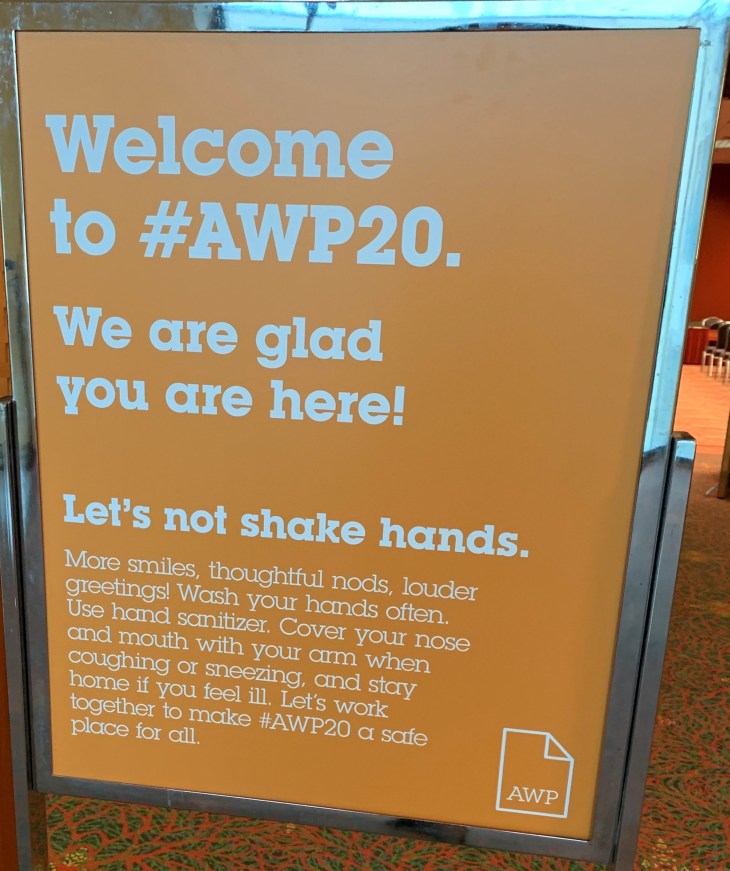 Welcome
to #AWP20.
We are glad
you are here!
Let's not shake hands.
More smiles, thoughtful nods, louder
greetings! Wash your hands often.
Use hand sanitizer. Cover your nose
and mouth with your arm when
coughing or sneezing, and stay
home if you feel ill. Let's work
together to make #AWP20 a safe
place for all.
AWP